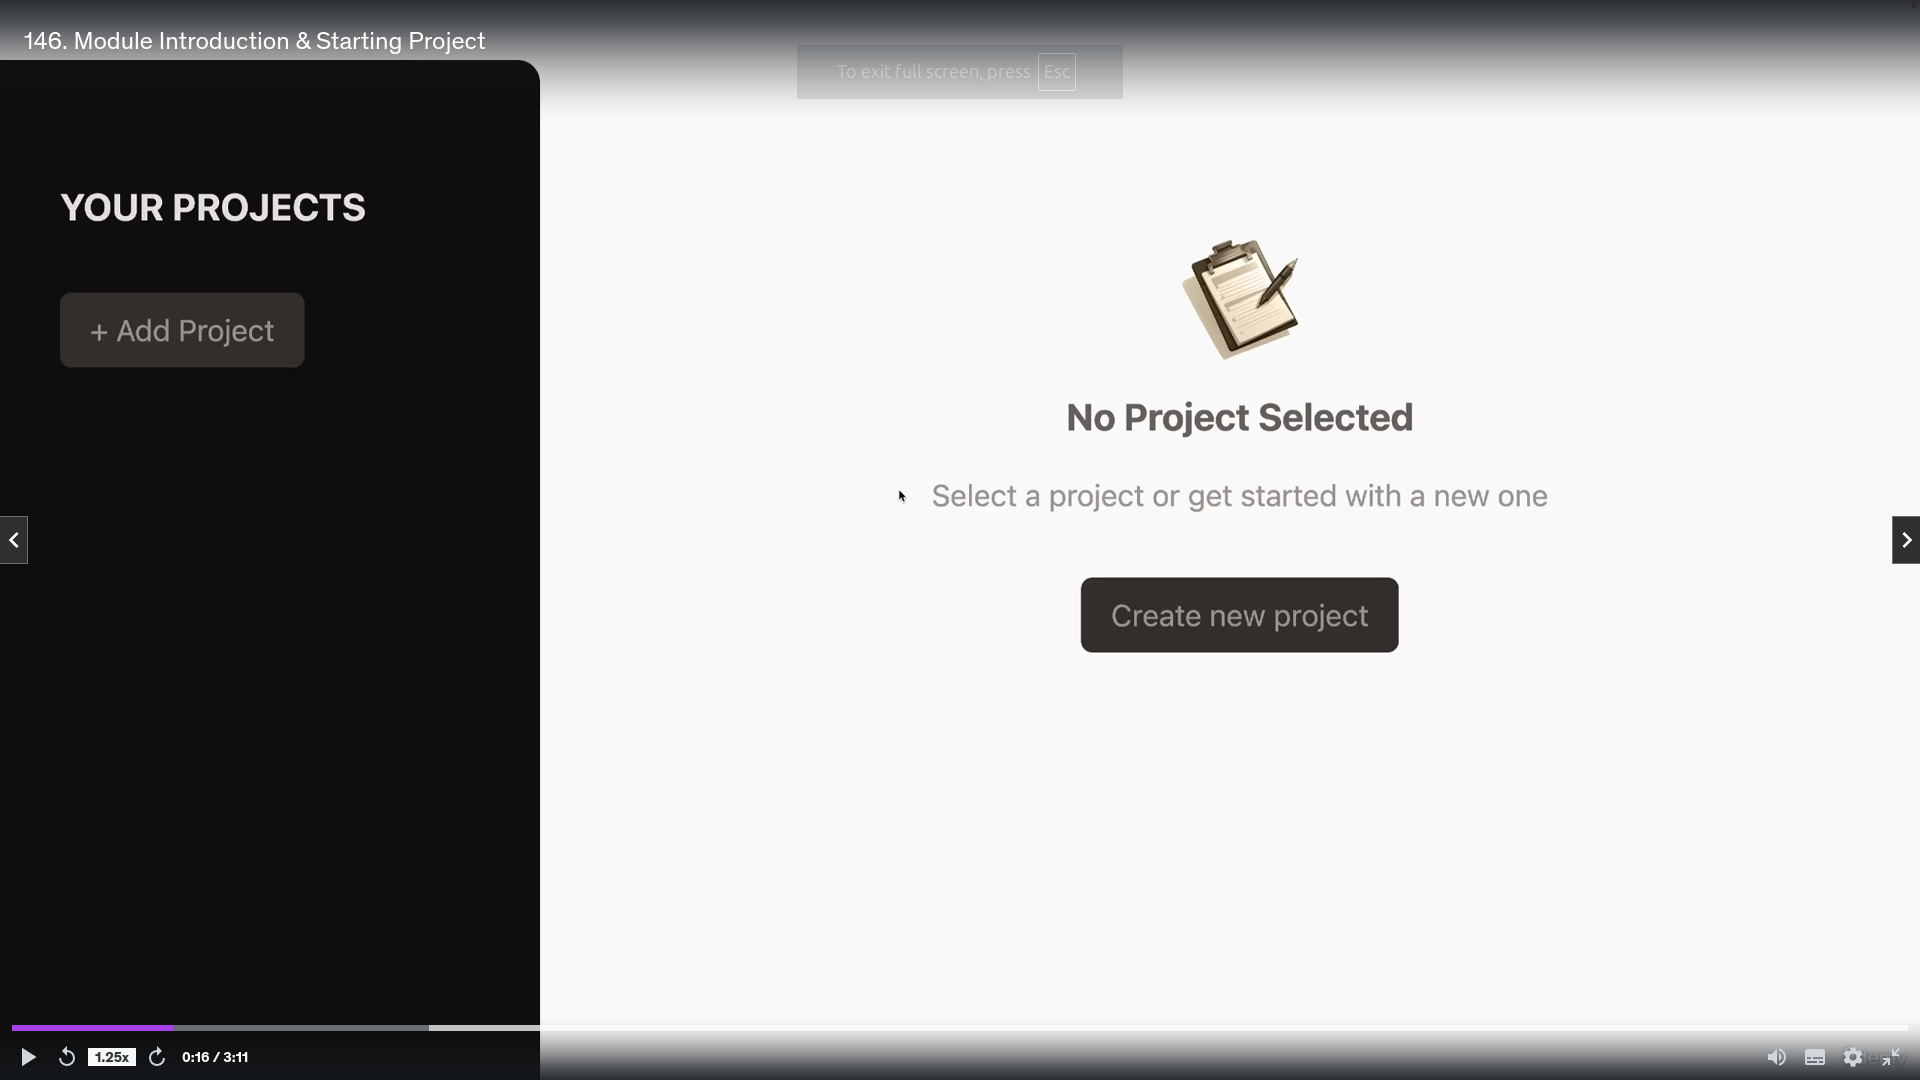 146. Module Introduction & Starting Project
To exit full screen, press Esc
YOUR PROJECTS
+ Add Project
No Project Selected
Select a project or get started with a new one
Create new project
1.25x
0:16 / 3:11